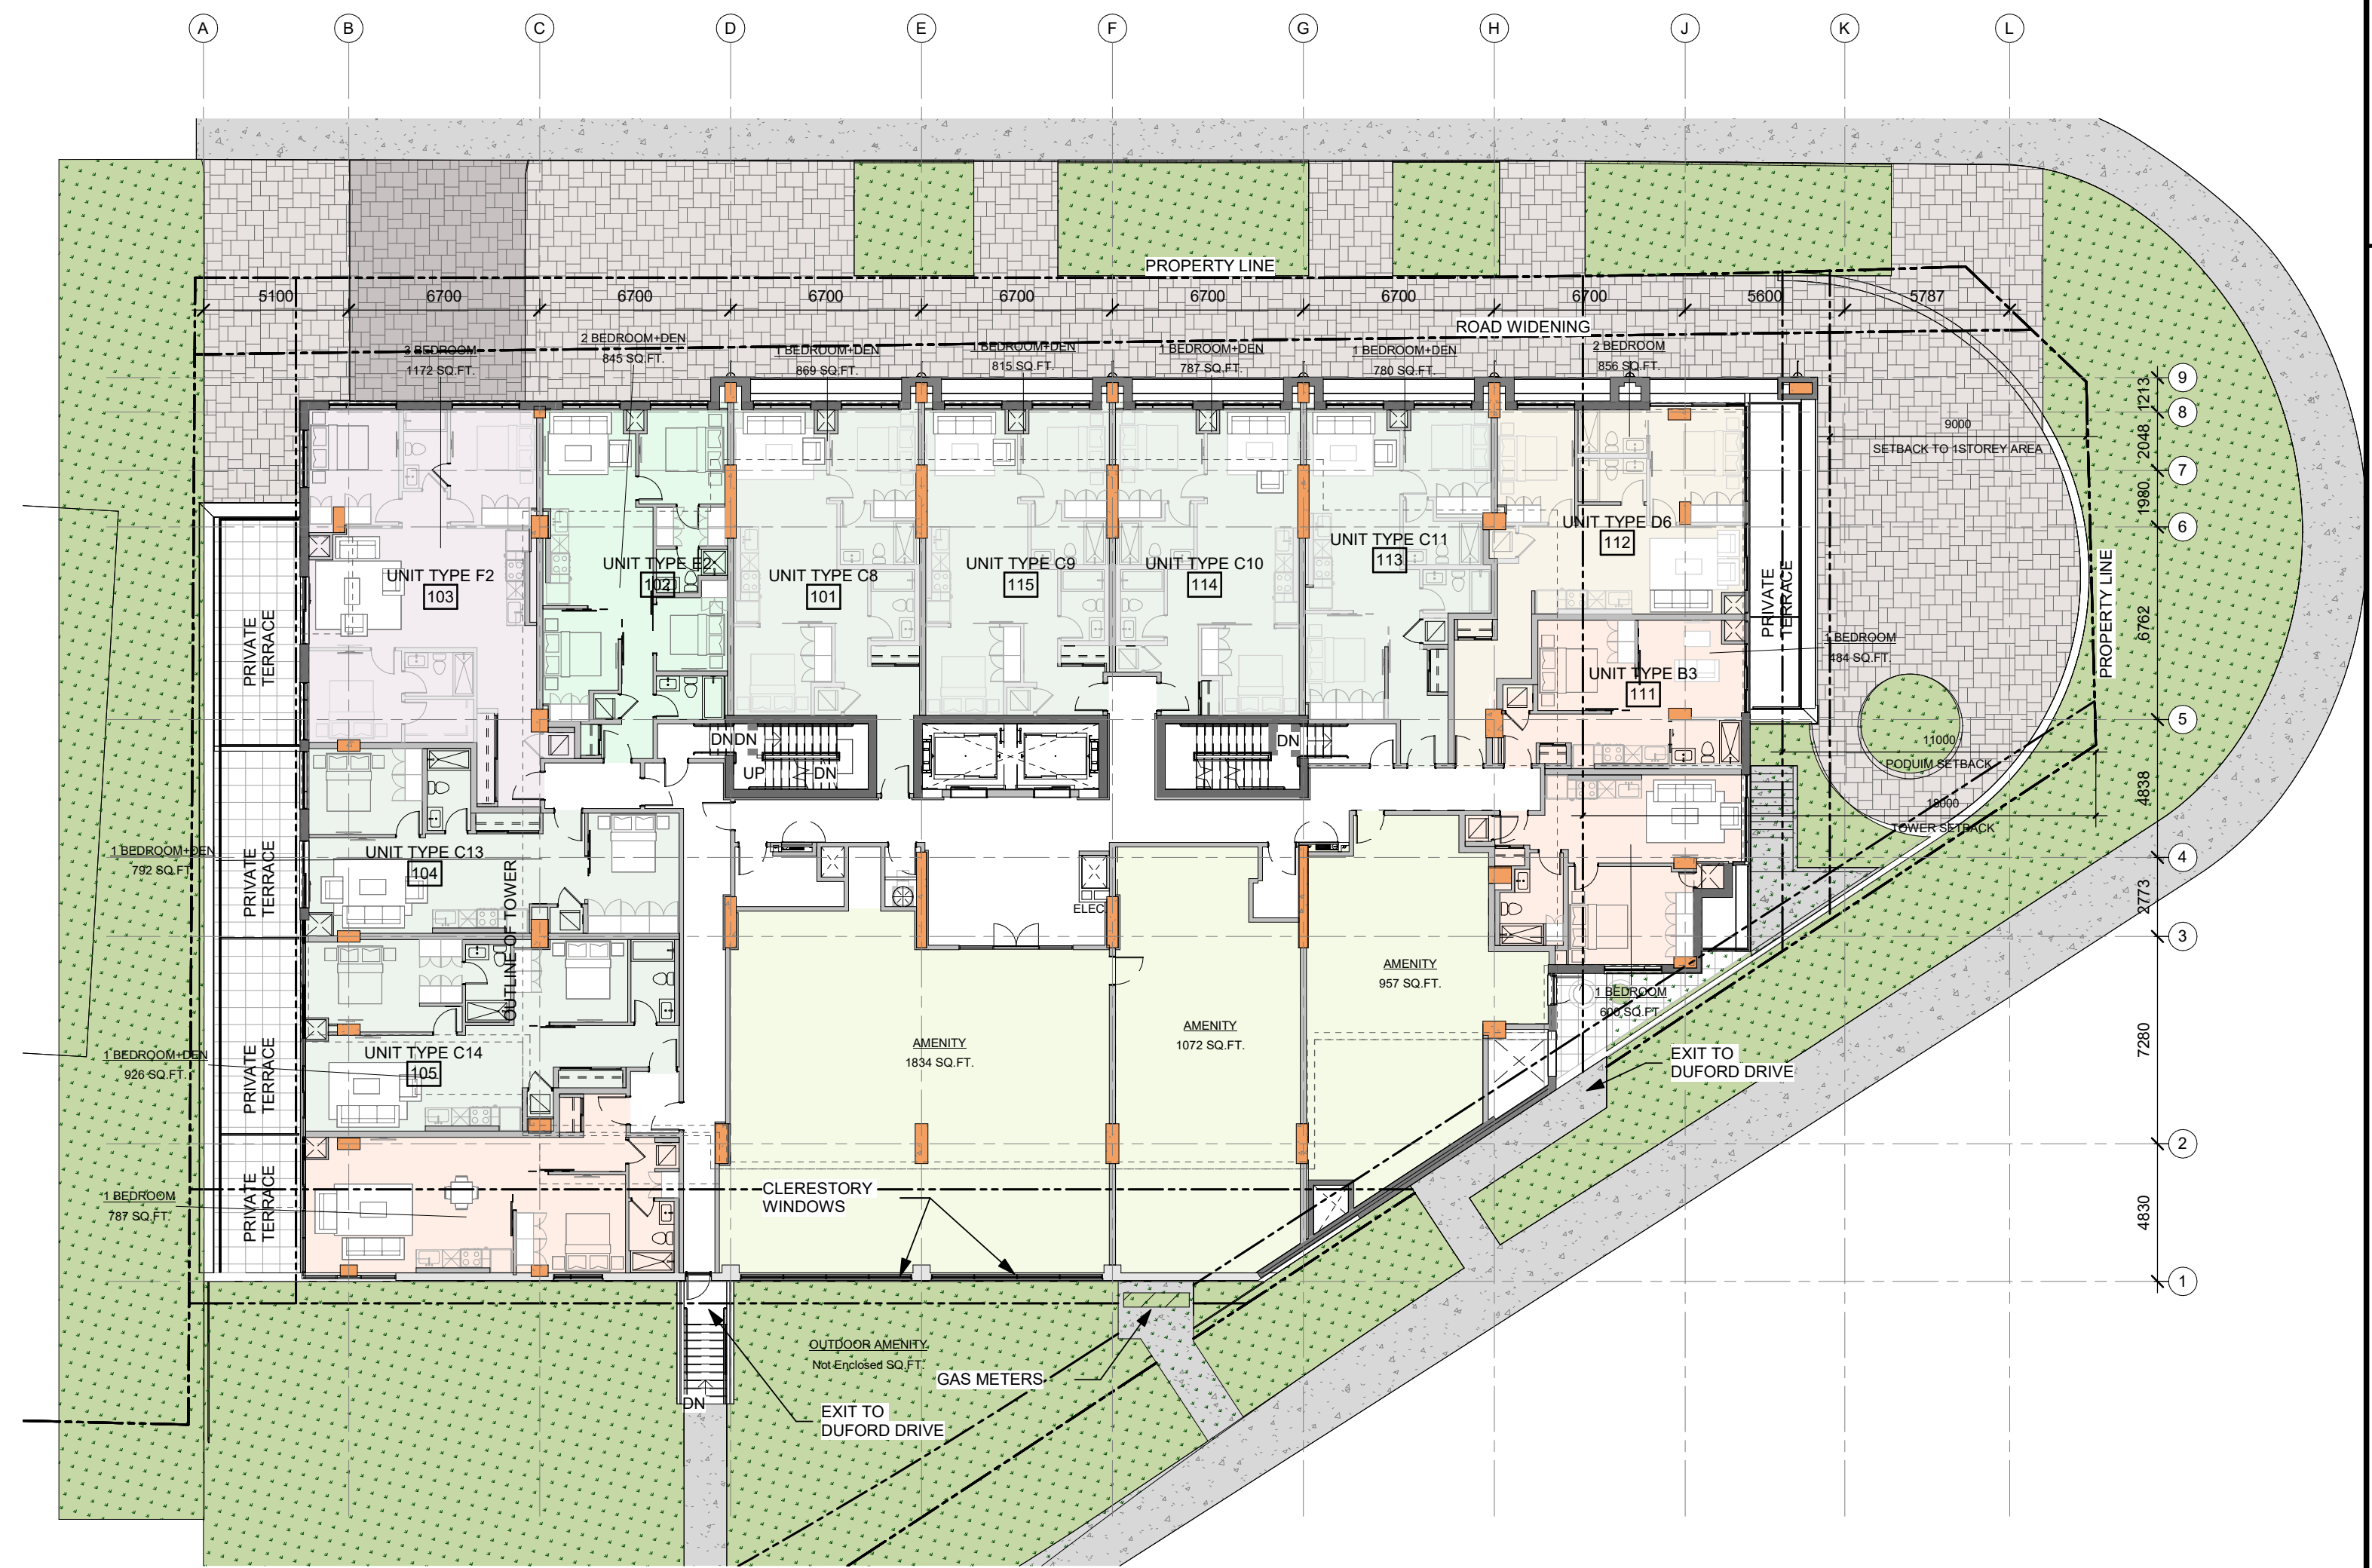 A
B
C
D
E
F
G
H
J
K
L
PROPERTY LINE
5100
6700
6700
6700
6700
6700
6700
6700
5600
5787
ROAD WIDENING
3 BEDROOM
1172 SQ.FT.
2 BEDROOM+DEN
845 SQ.FT.
1 BEDROOM+DEN
869 SQ.FT.
1 BEDROOM+DEN
815 SQ.FT.
1 BEDROOM+DEN
787 SQ.FT.
1 BEDROOM+DEN
780 SQ.FT.
2 BEDROOM
856 SQ.FT.
9
1213
8
2048
7
1980
6
6762
5
4838
4
2773
3
7280
2
4830
1
9000
SETBACK TO 1STOREY AREA
UNIT TYPE F2
103
UNIT TYPE E2
102
UNIT TYPE C8
101
UNIT TYPE C9
115
UNIT TYPE C10
114
UNIT TYPE C11
113
UNIT TYPE D6
112
PRIVATE
TERRACE
PROPERTY LINE
1 BEDROOM
484 SQ.FT.
UNIT TYPE B3
111
PRIVATE
TERRACE
DN
DN
UP
DN
DN
11000
PODUIM SETBACK
18000
TOWER SETBACK
1 BEDROOM+DEN
792 SQ.FT.
UNIT TYPE C13
104
PRIVATE
TERRACE
OUTLINE OF TOWER
ELEC
AMENITY
957 SQ.FT.
1 BEDROOM
600 SQ.FT.
AMENITY
1072 SQ.FT.
AMENITY
1834 SQ.FT.
1 BEDROOM+DEN
926 SQ.FT.
UNIT TYPE C14
105
PRIVATE
TERRACE
EXIT TO
DUFORD DRIVE
1 BEDROOM
787 SQ.FT.
PRIVATE
TERRACE
CLERESTORY
WINDOWS
OUTDOOR AMENITY
Not Enclosed SQ.FT.
GAS METERS
DN
EXIT TO
DUFORD DRIVE